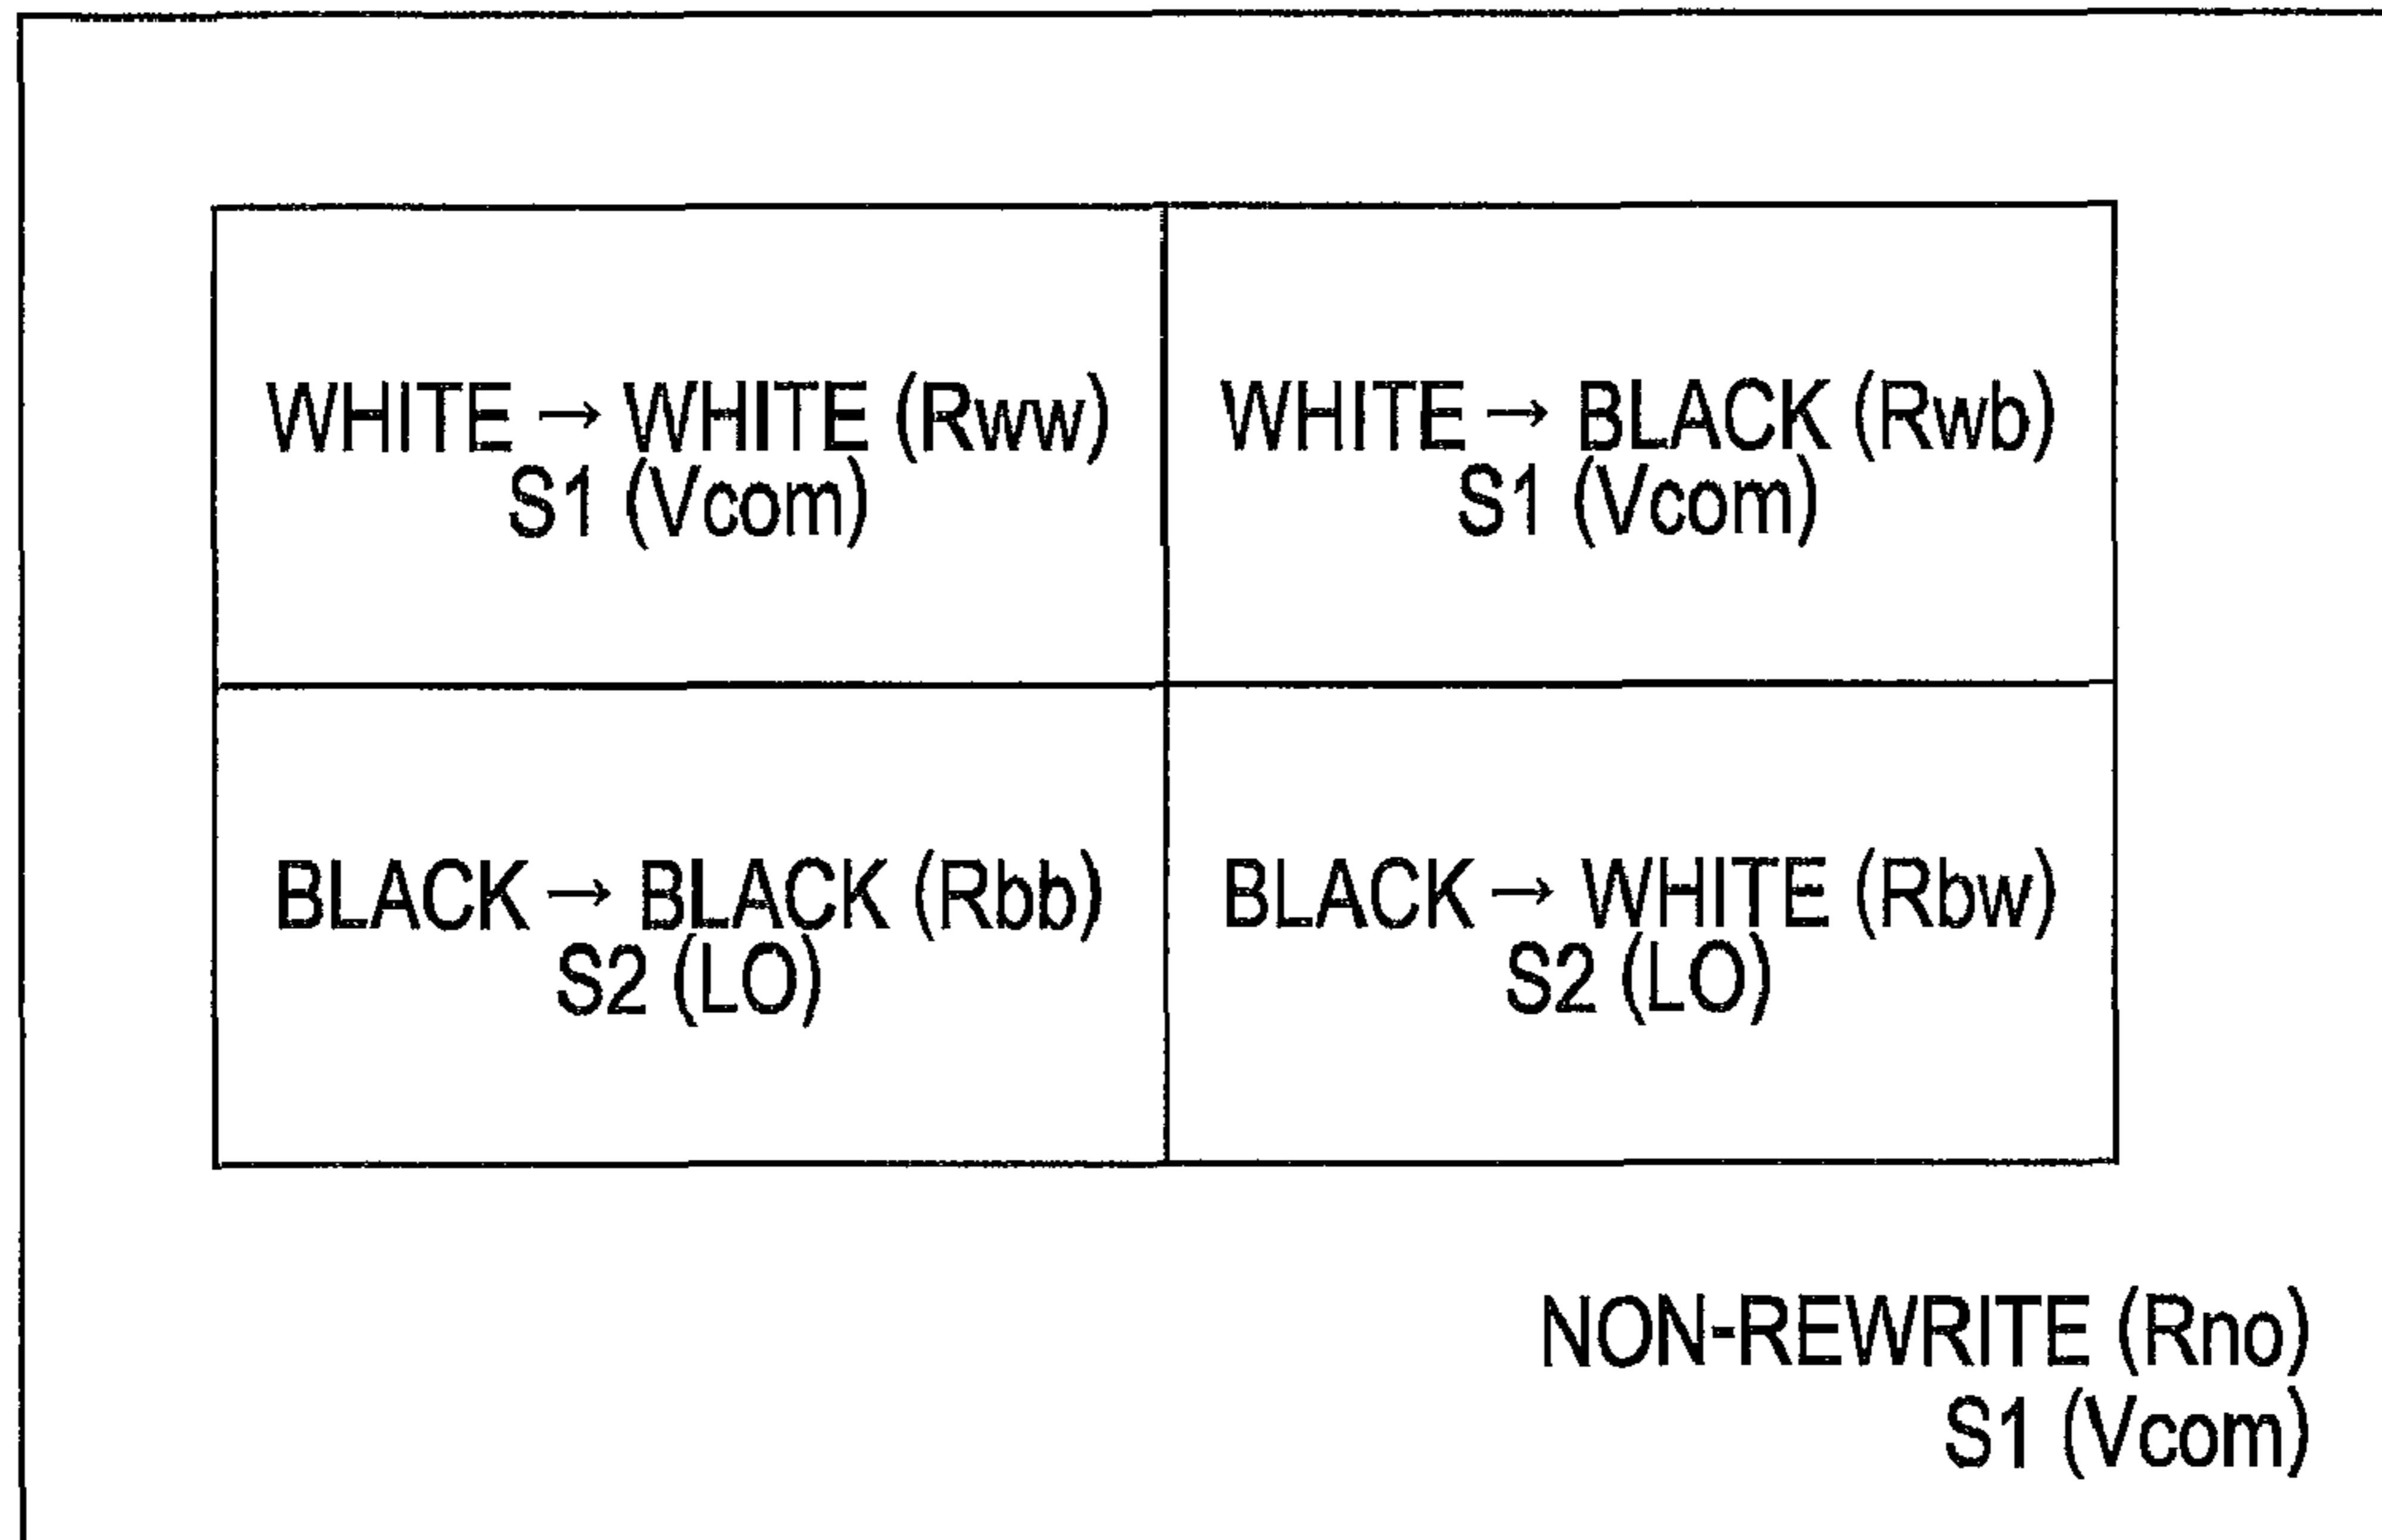 WHITE → WHITE (Rww)
S1 (Vcom)
WHITE → BLACK (Rwb)
S1 (Vcom)
BLACK → BLACK (Rbb)
S2 (LO)
BLACK → WHITE (Rbw)
S2 (LO)
NON-REWRITE (Rno)
S1 (Vcom)